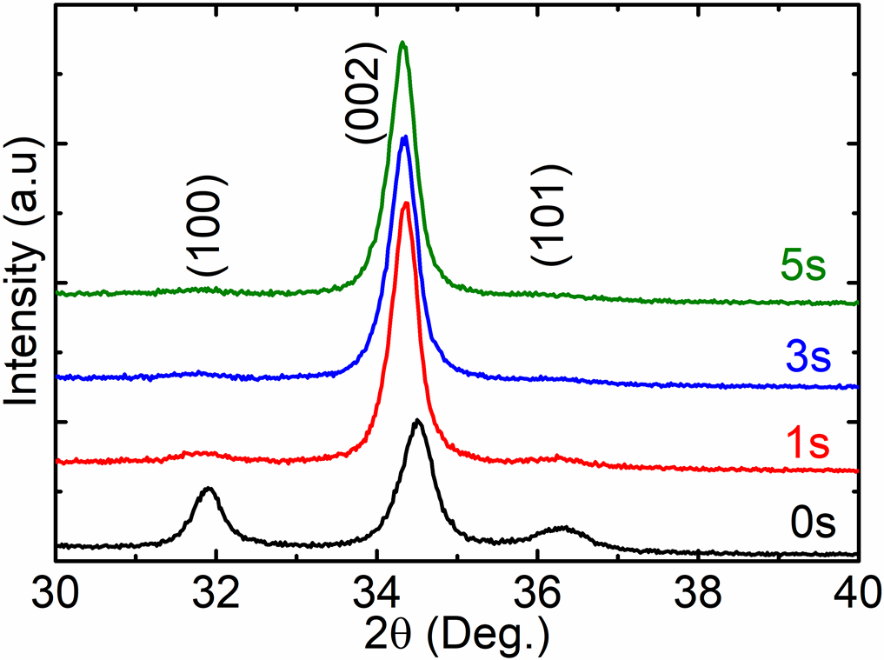 (002)
(100)
(101)
Intensity (a.u)
5s
3s
1s
0s
30 32 34 36 38 40
2θ (Deg.)